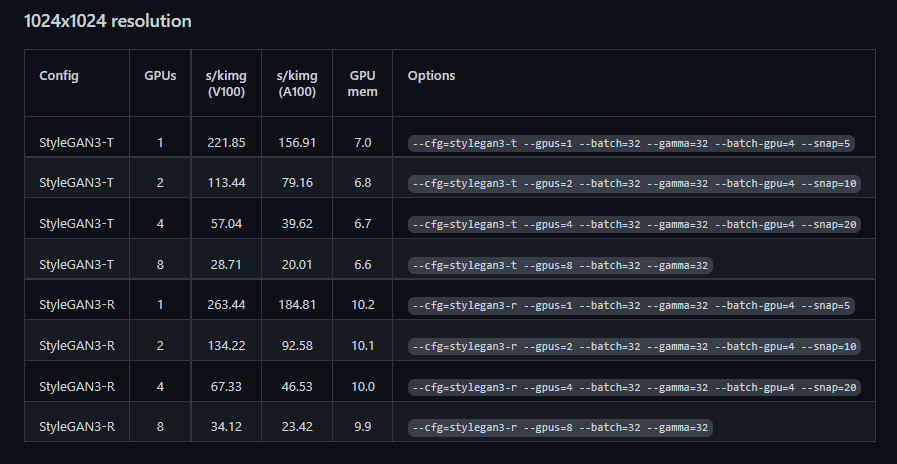 1024x1024 resolution
Config GPUs s/kimg (V100) s/kimg (A100) GPU mem Options
StyleGAN3-T 1 221.85 156.91 7.0 --cfg=stylegan3-t --gpus=1 --batch=32 --gamma=32 --batch-gpu=4 --snap=5
StyleGAN3-T 2 113.44 79.16 6.8 --cfg=stylegan3-t --gpus=2 --batch=32 --gamma=32 --batch-gpu=4 --snap=10
StyleGAN3-T 4 57.04 39.62 6.7 --cfg=stylegan3-t --gpus=4 --batch=32 --gamma=32 --batch-gpu=4 --snap=20
StyleGAN3-T 8 28.71 20.01 6.6 --cfg=stylegan3-t --gpus=8 --batch=32 --gamma=32
StyleGAN3-R 1 263.44 184.81 10.2 --cfg=stylegan3-r --gpus=1 --batch=32 --gamma=32 --batch-gpu=4 --snap=5
StyleGAN3-R 2 134.22 92.58 10.1 --cfg=stylegan3-r --gpus=2 --batch=32 --gamma=32 --batch-gpu=4 --snap=10
StyleGAN3-R 4 67.33 46.53 10.0 --cfg=stylegan3-r --gpus=4 --batch=32 --gamma=32 --batch-gpu=4 --snap=20
StyleGAN3-R 8 34.12 23.42 9.9 --cfg=stylegan3-r --gpus=8 --batch=32 --gamma=32